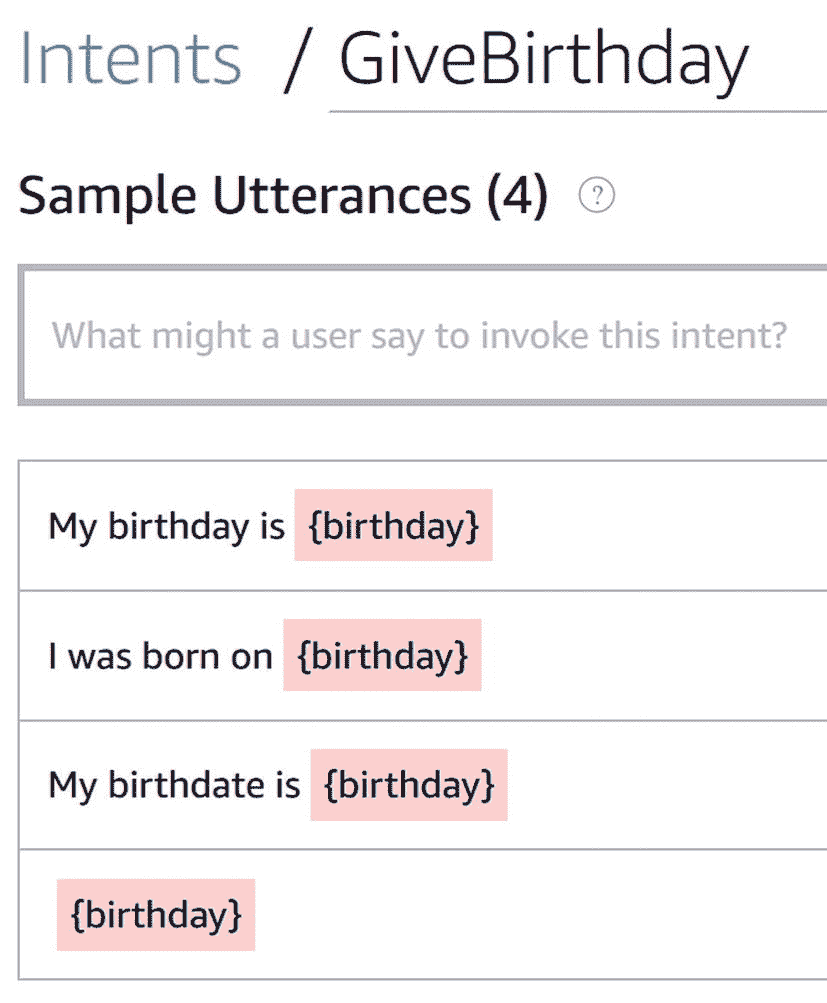 Intents / GiveBirthday
Sample Utterances (4) ?
What might a user say to invoke this intent?
My birthday is {birthday}
I was born on {birthday}
My birthdate is {birthday}
{birthday}